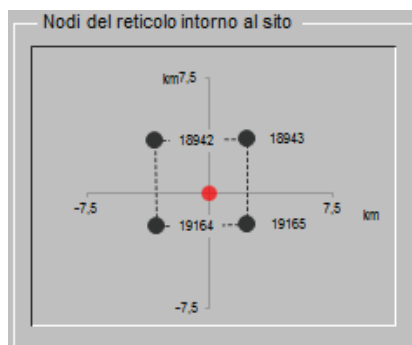 Nodi del reticolo intorno al sito
km7,5
18942 18943
-7,5 7,5
km
19164 19165
-7,5